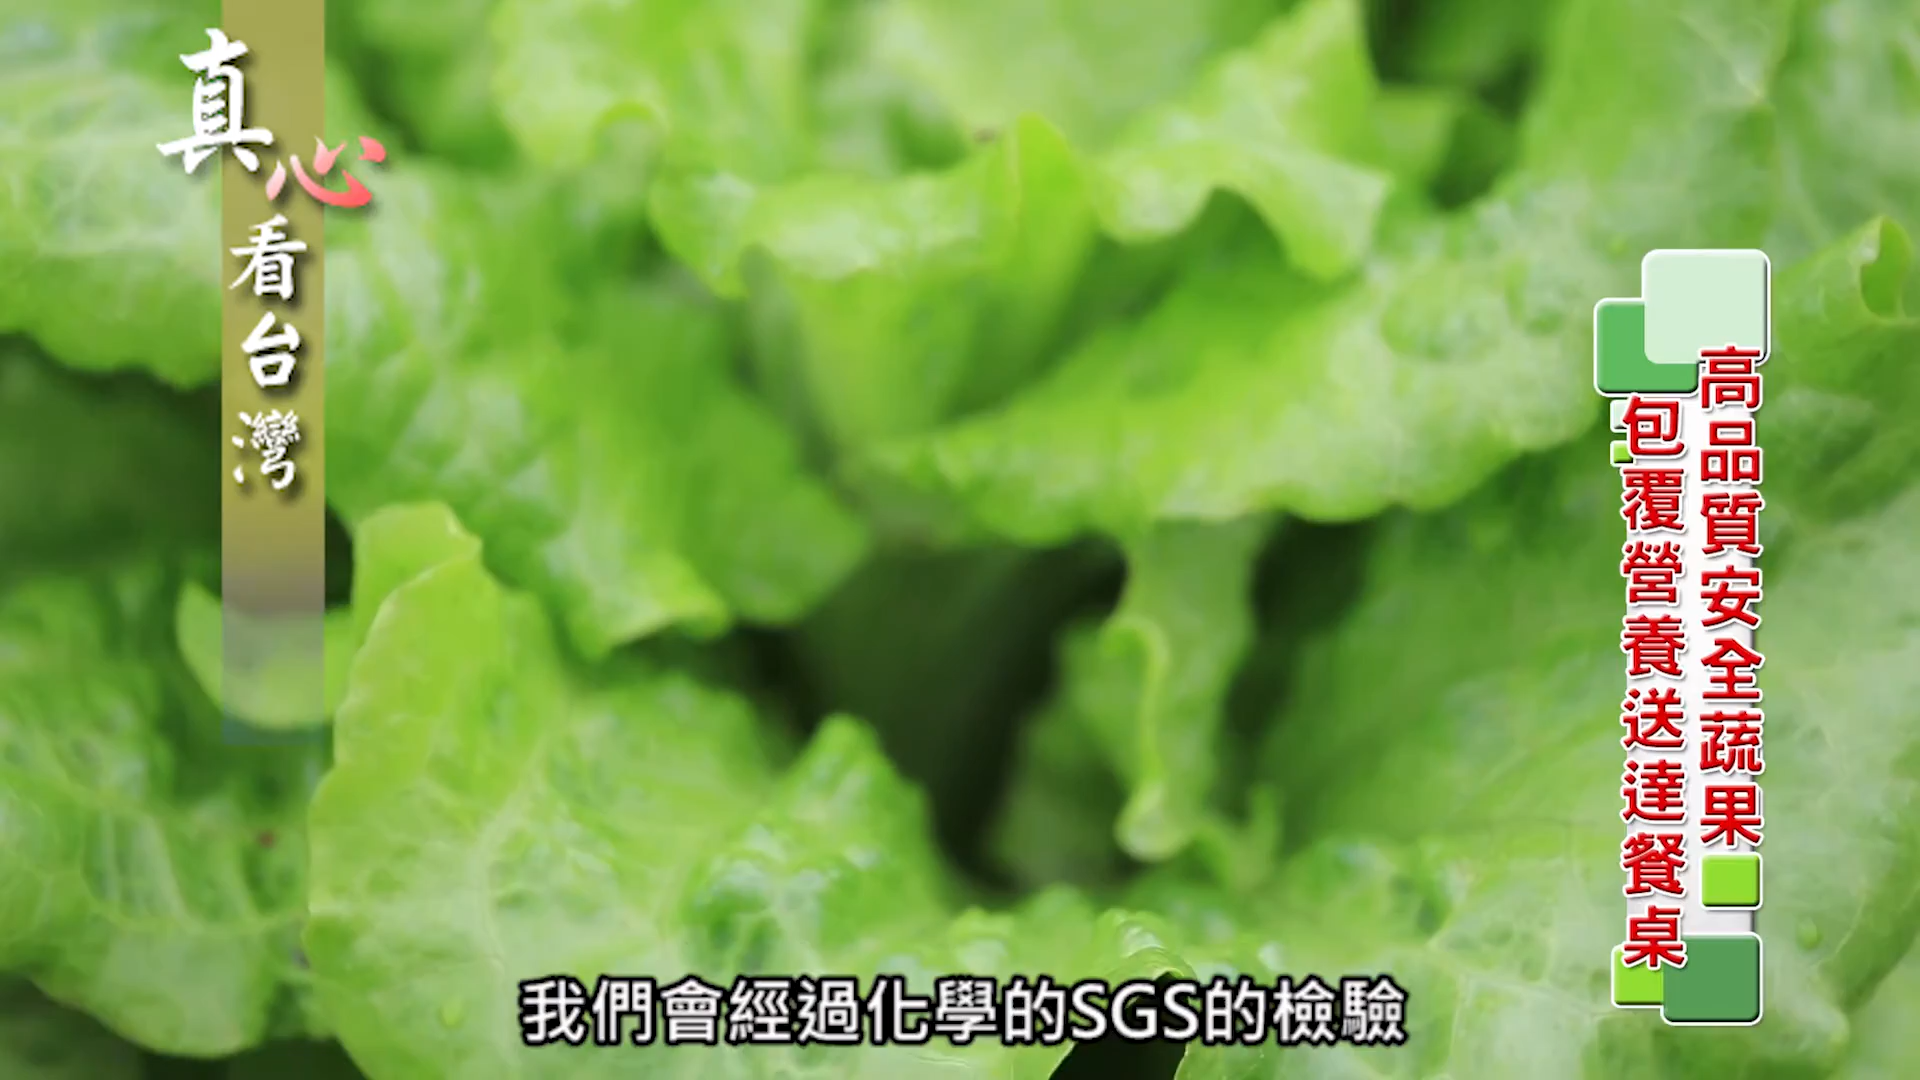 真心看台灣
高品質安全蔬果
包覆營養送達餐桌
我們會經過化學的SGS的檢驗